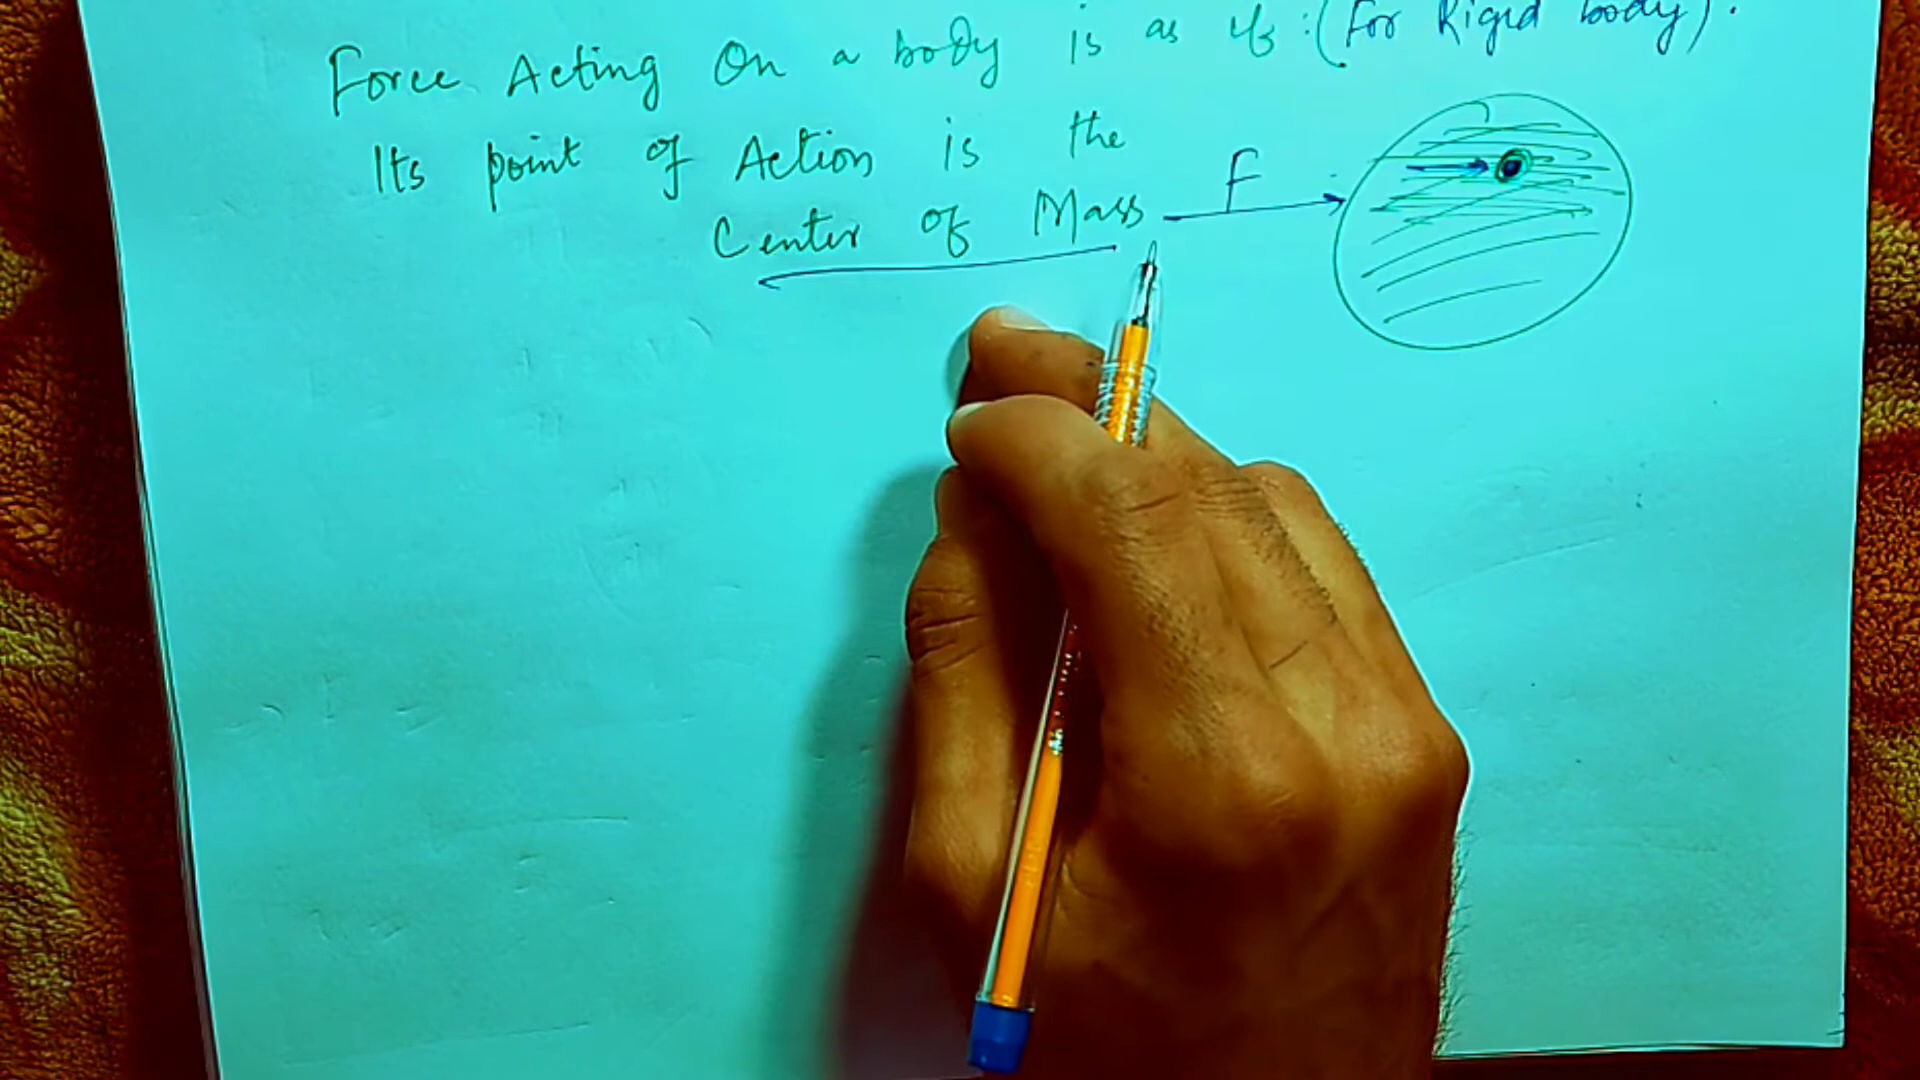 Force Acting On a body is as if :(For Rigid body).
Its point of Action is the
Center of Mass
F